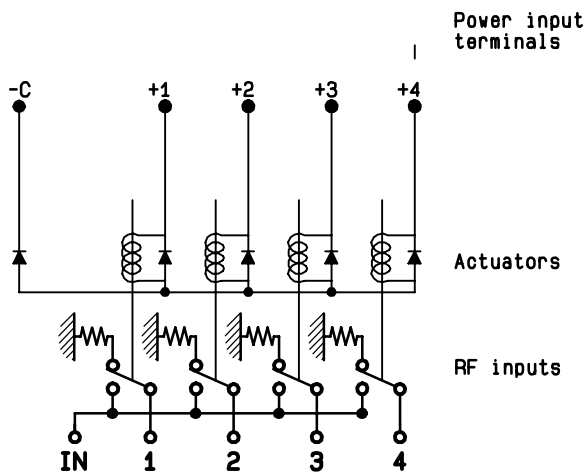 Power input
terminals
-C +1 +2 +3 +4
Actuators
RF inputs
IN 1 2 3 4